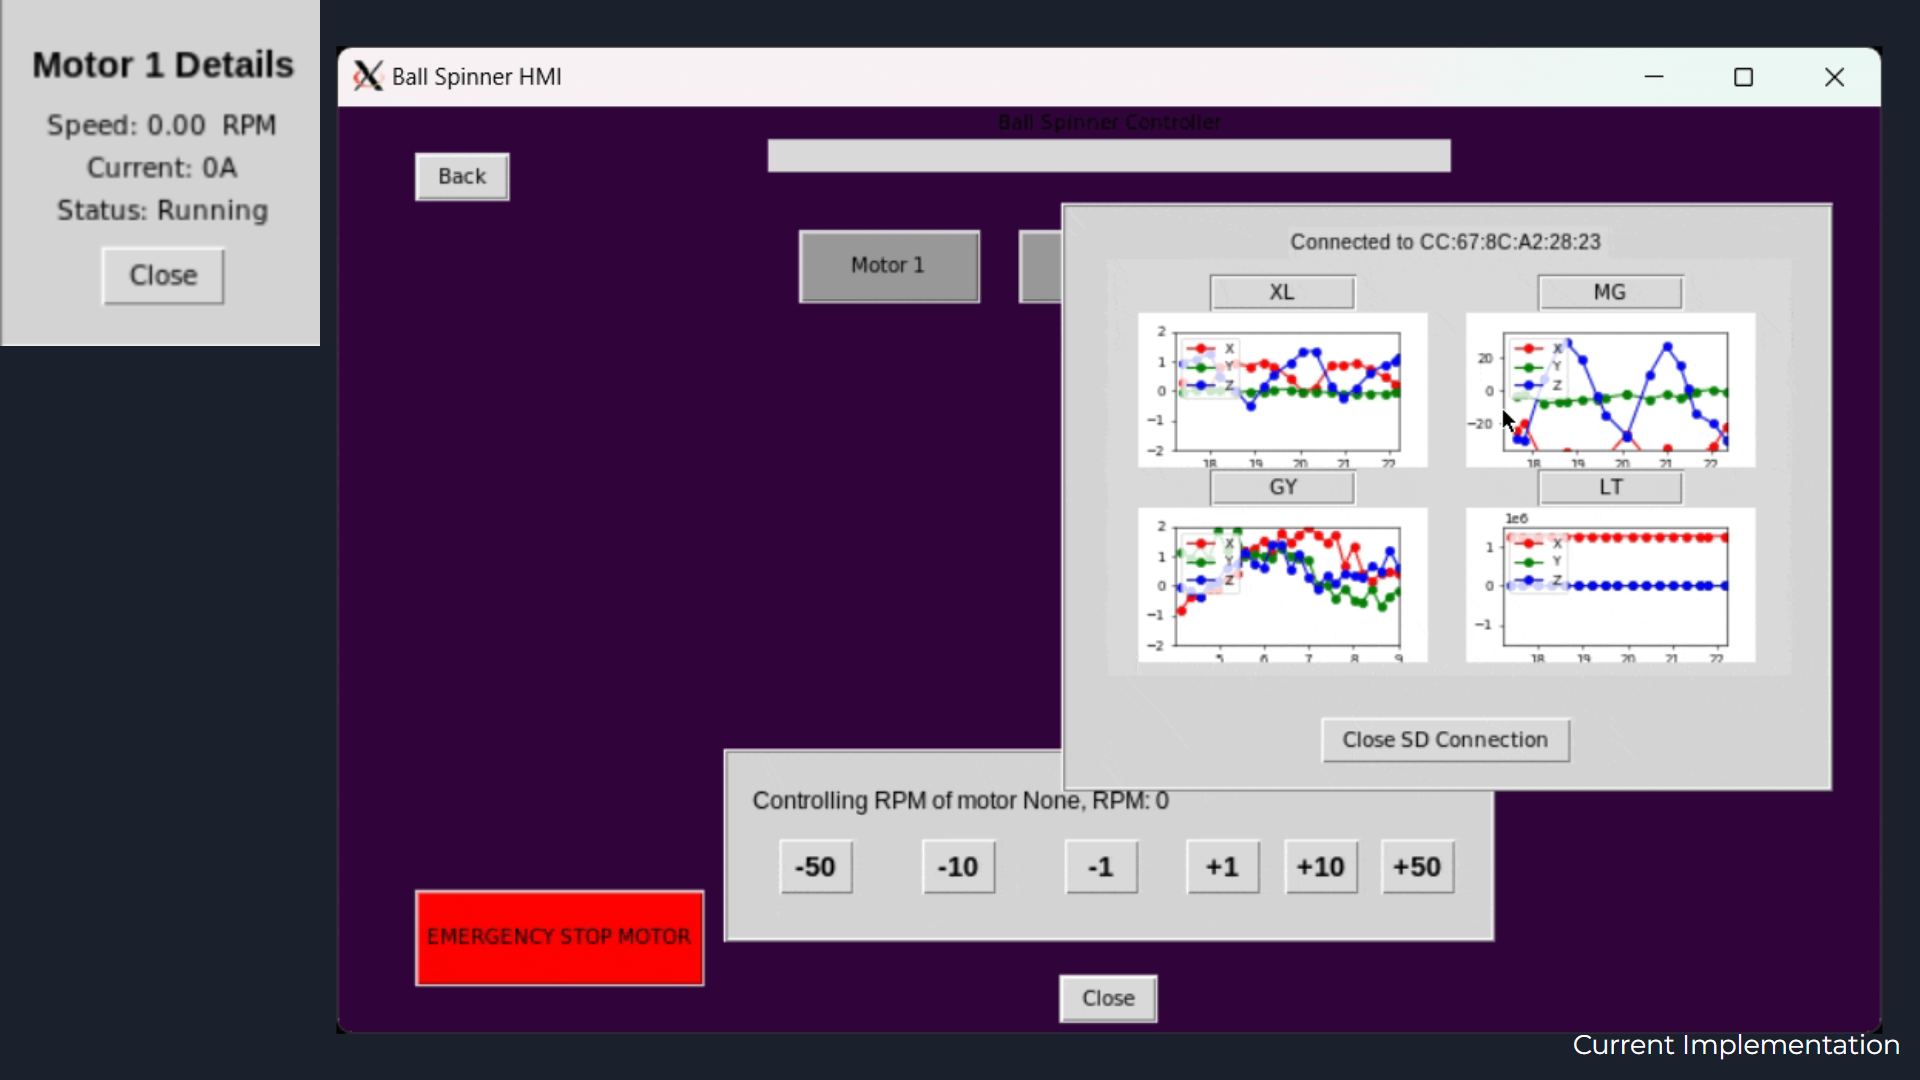 Motor 1 Details
Speed: 0.00 RPM
Current: 0A
Status: Running
Close
Ball Spinner HMI
Ball Spinner Controller
Back
Motor 1
Connected to CC:67:8C:A2:28:23
XL
MG
2
1
0
−1
−2
18 19 20 21 22
X
Y
Z
20
0
−20
18 19 20 21 22
X
Y
Z
GY
LT
2
1
0
−1
−2
5 6 7 8 9
X
Y
Z
1e6
1
0
−1
18 19 20 21 22
X
Y
Z
Close SD Connection
Controlling RPM of motor None, RPM: 0
-50 -10 -1 +1 +10 +50
EMERGENCY STOP MOTOR
Close
Current Implementation